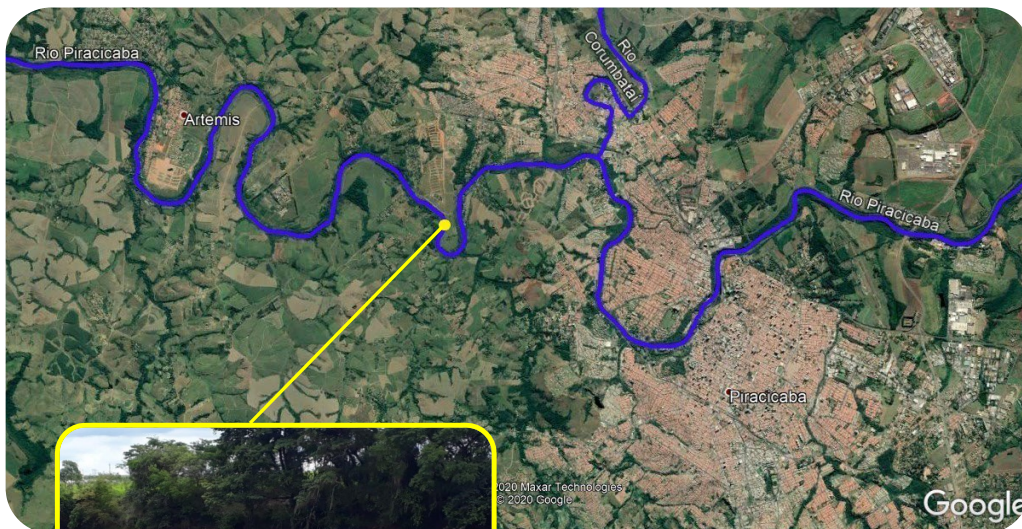 Rio Piracicaba
Rio
Corumbataí
Artemis
Rio Piracicaba
Piracicaba
2020 Maxar Technologies
© 2020 Google
Google